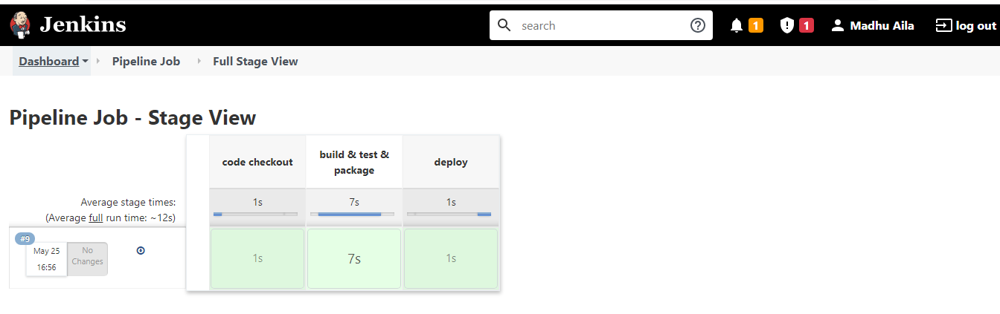 Jenkins
search
1
1
Madhu Aila
log out
Dashboard
Pipeline Job
Full Stage View
Pipeline Job - Stage View
code checkout
build & test &
package
deploy
Average stage times:
(Average full run time: ~12s)
1s
7s
1s
#9
May 25
16:56
No
Changes
1s
7s
1s